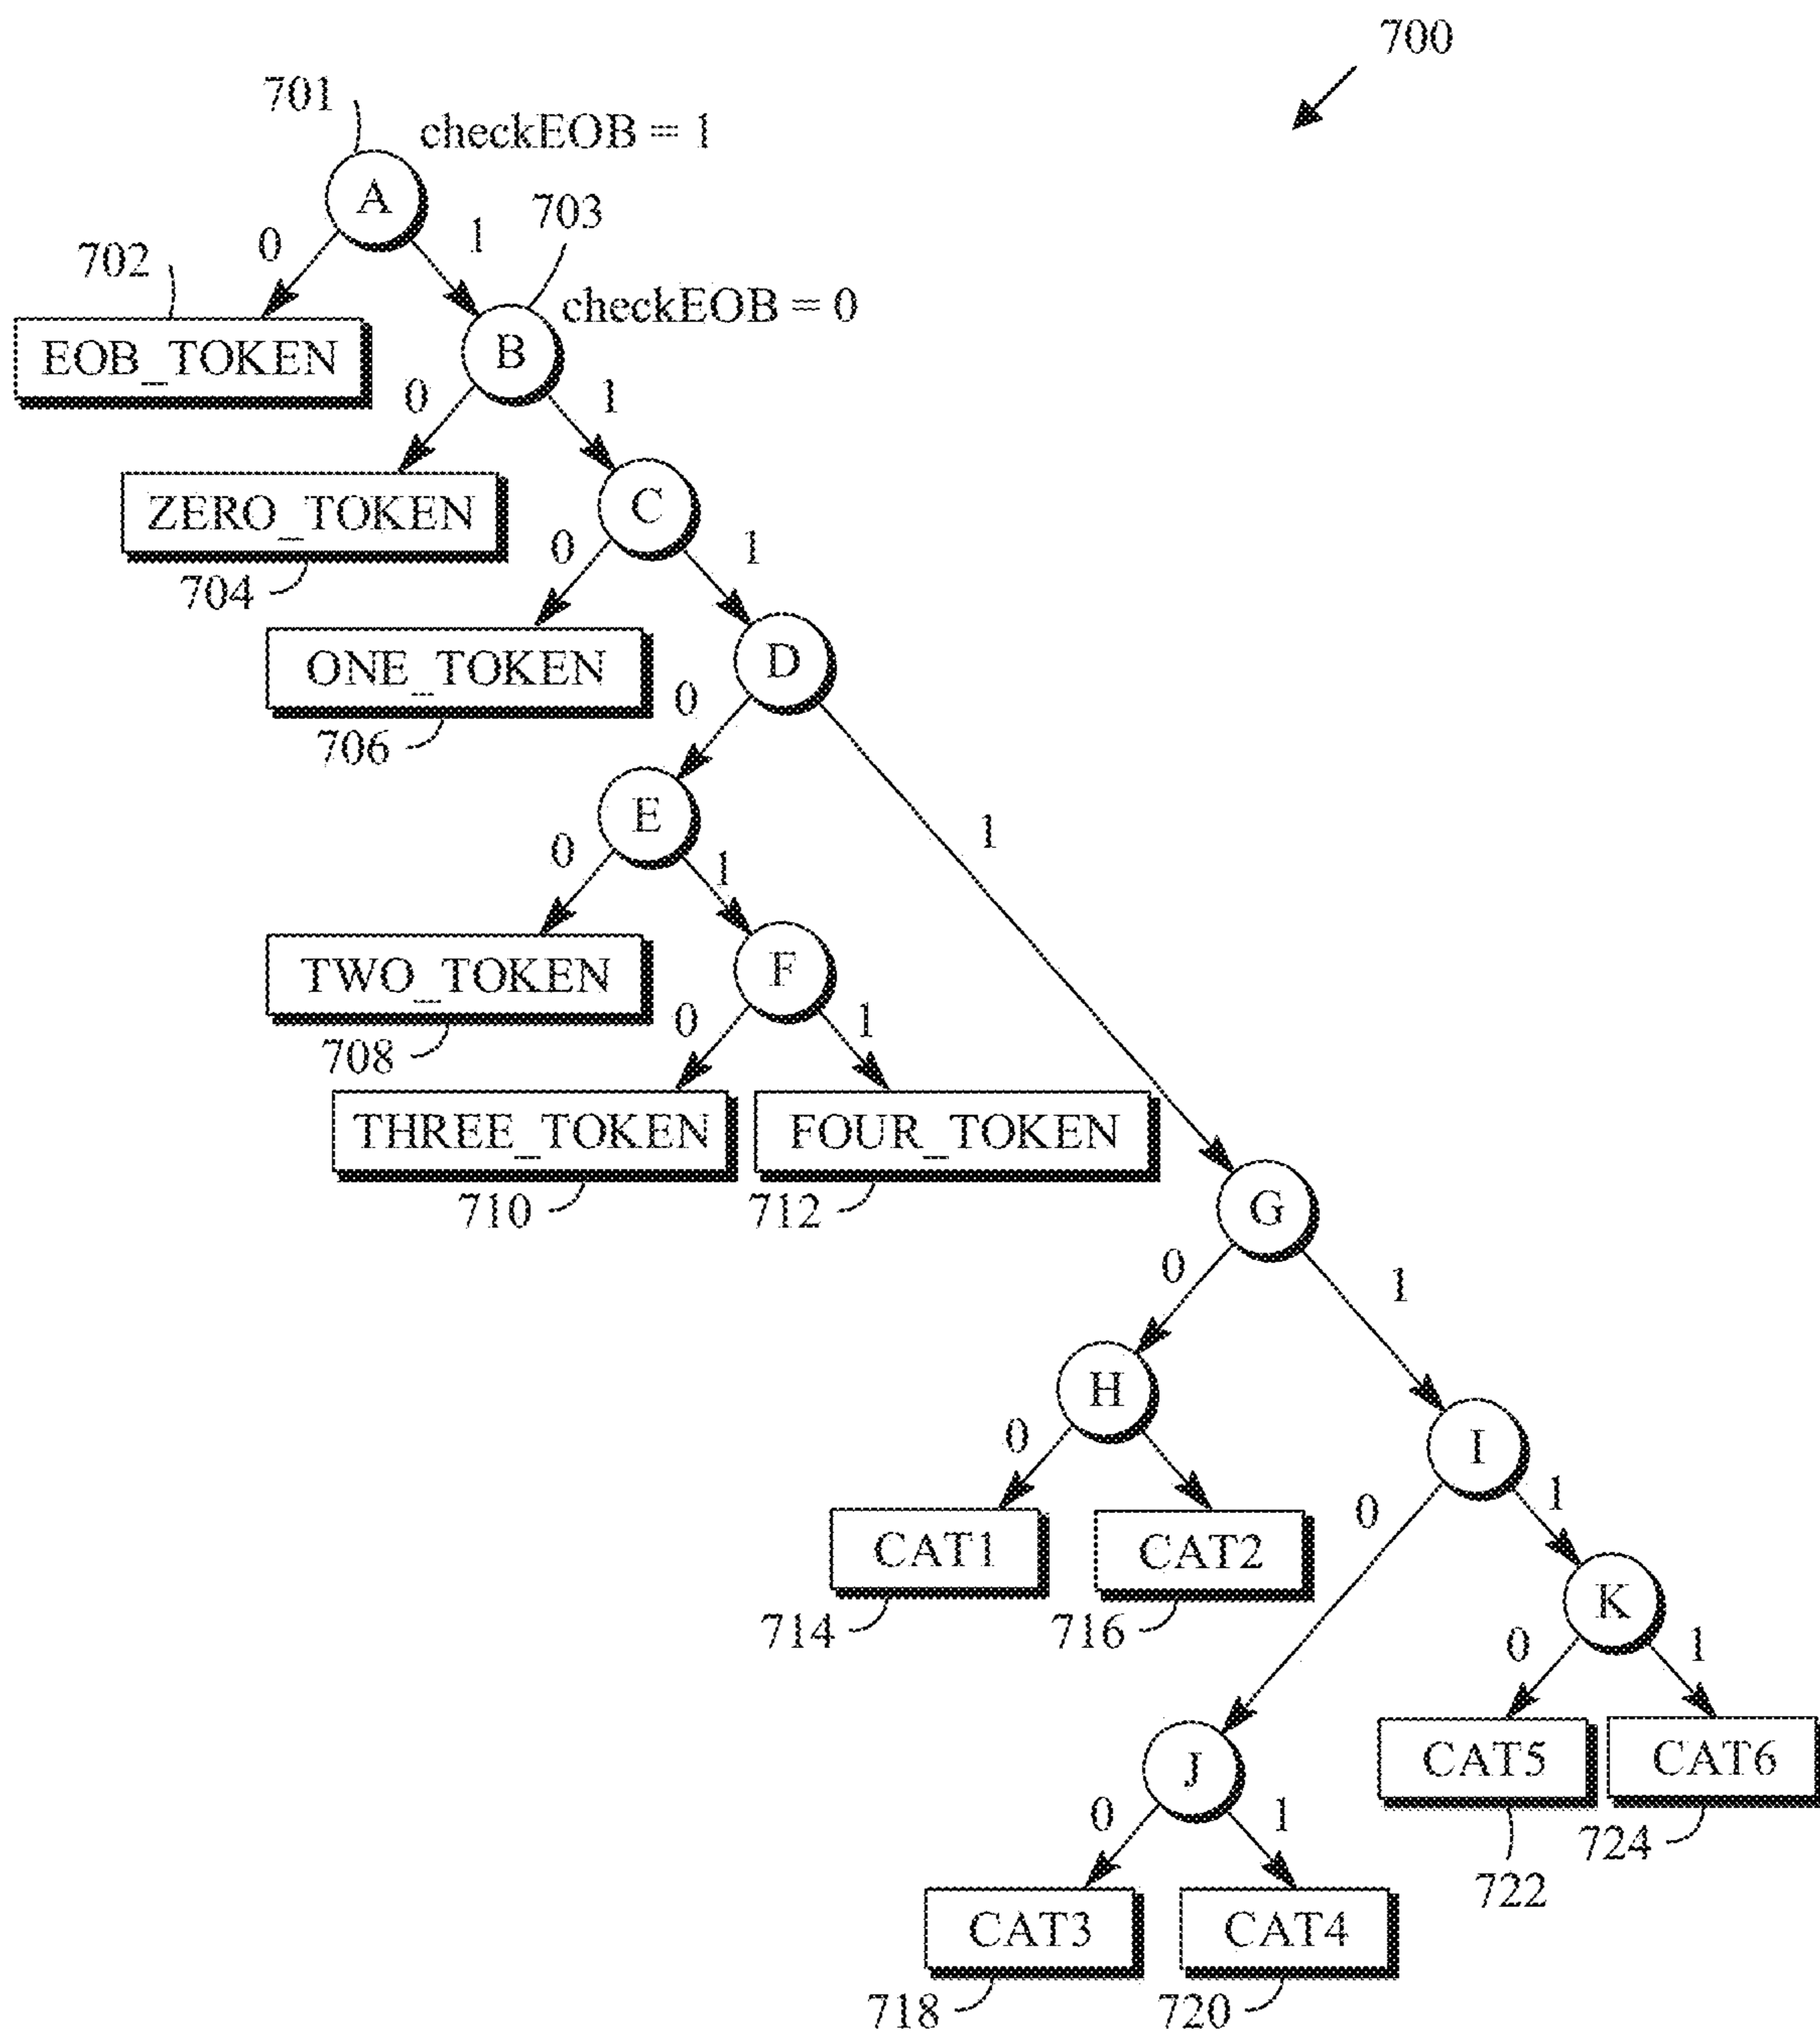 700
701
checkEOB = 1
A
703
0
1
702
checkEOB = 0
EOB_TOKEN
B
0
1
ZERO_TOKEN
C
704
0
1
ONE_TOKEN
D
706
0
E
1
0
1
TWO_TOKEN
F
708
0
1
THREE_TOKEN
FOUR_TOKEN
710
712
G
0
1
H
I
0
0
1
CAT1
CAT2
K
714
716
0
1
J
CAT5
CAT6
0
1
722
724
CAT3
CAT4
718
720